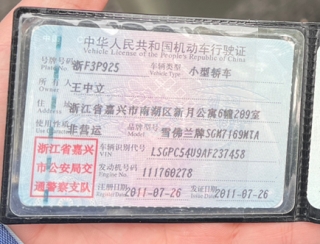 中华人民共和国机动车行驶证
Vehicle License of the People's Republic of China
号牌号码 浙F3P925 车辆类型 小型轿车
Plate No. Vehicle Type
所有人 王中立
住址 浙江省嘉兴市南湖区新月公寓6幢209室
使用性质 非营运 品牌型号 雪佛兰牌SGM7169MTA
浙江省嘉兴 车辆识别代号 LSGPC54U9AF237458
市公安局交 发动机号码 111760278
Engine No.
通警察支队 注册日期 2011-07-26 发证日期 2011-07-26